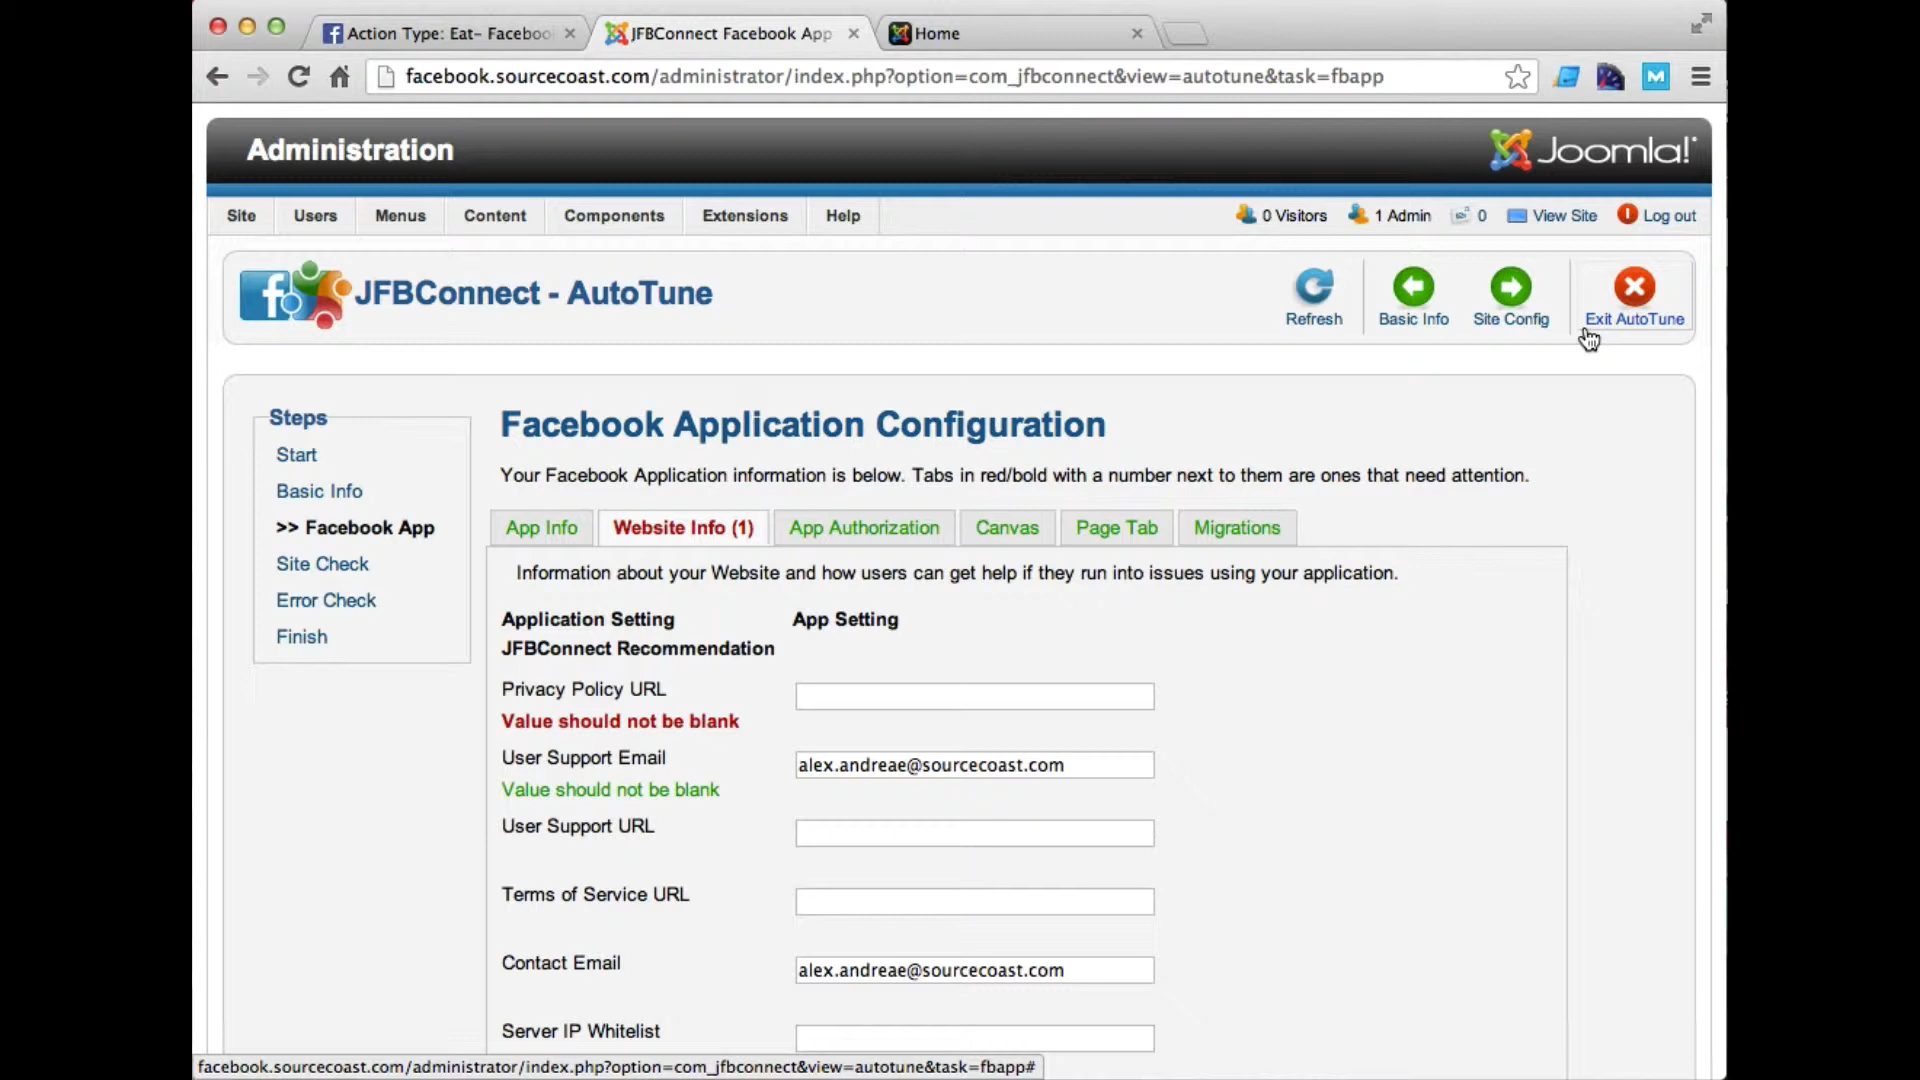 Action Type: Eat- Faceboo
JFBConnect Facebook App
Home
facebook.sourcecoast.com/administrator/index.php?option=com_jfbconnect&view=autotune&task=fbapp
Administration
Joomla!
Site Users Menus Content Components Extensions Help
0 Visitors 1 Admin 0 View Site Log out
JFBConnect - AutoTune
Refresh Basic Info Site Config Exit AutoTune
Steps
Start
Basic Info
>> Facebook App
Site Check
Error Check
Finish
Facebook Application Configuration
Your Facebook Application information is below. Tabs in red/bold with a number next to them are ones that need attention.
App Info Website Info (1) App Authorization Canvas Page Tab Migrations
Information about your Website and how users can get help if they run into issues using your application.
Application Setting App Setting
JFBConnect Recommendation
Privacy Policy URL
Value should not be blank
User Support Email alex.andreae@sourcecoast.com
Value should not be blank
User Support URL
Terms of Service URL
Contact Email alex.andreae@sourcecoast.com
Server IP Whitelist
facebook.sourcecoast.com/administrator/index.php?option=com_jfbconnect&view=autotune&task=fbapp#